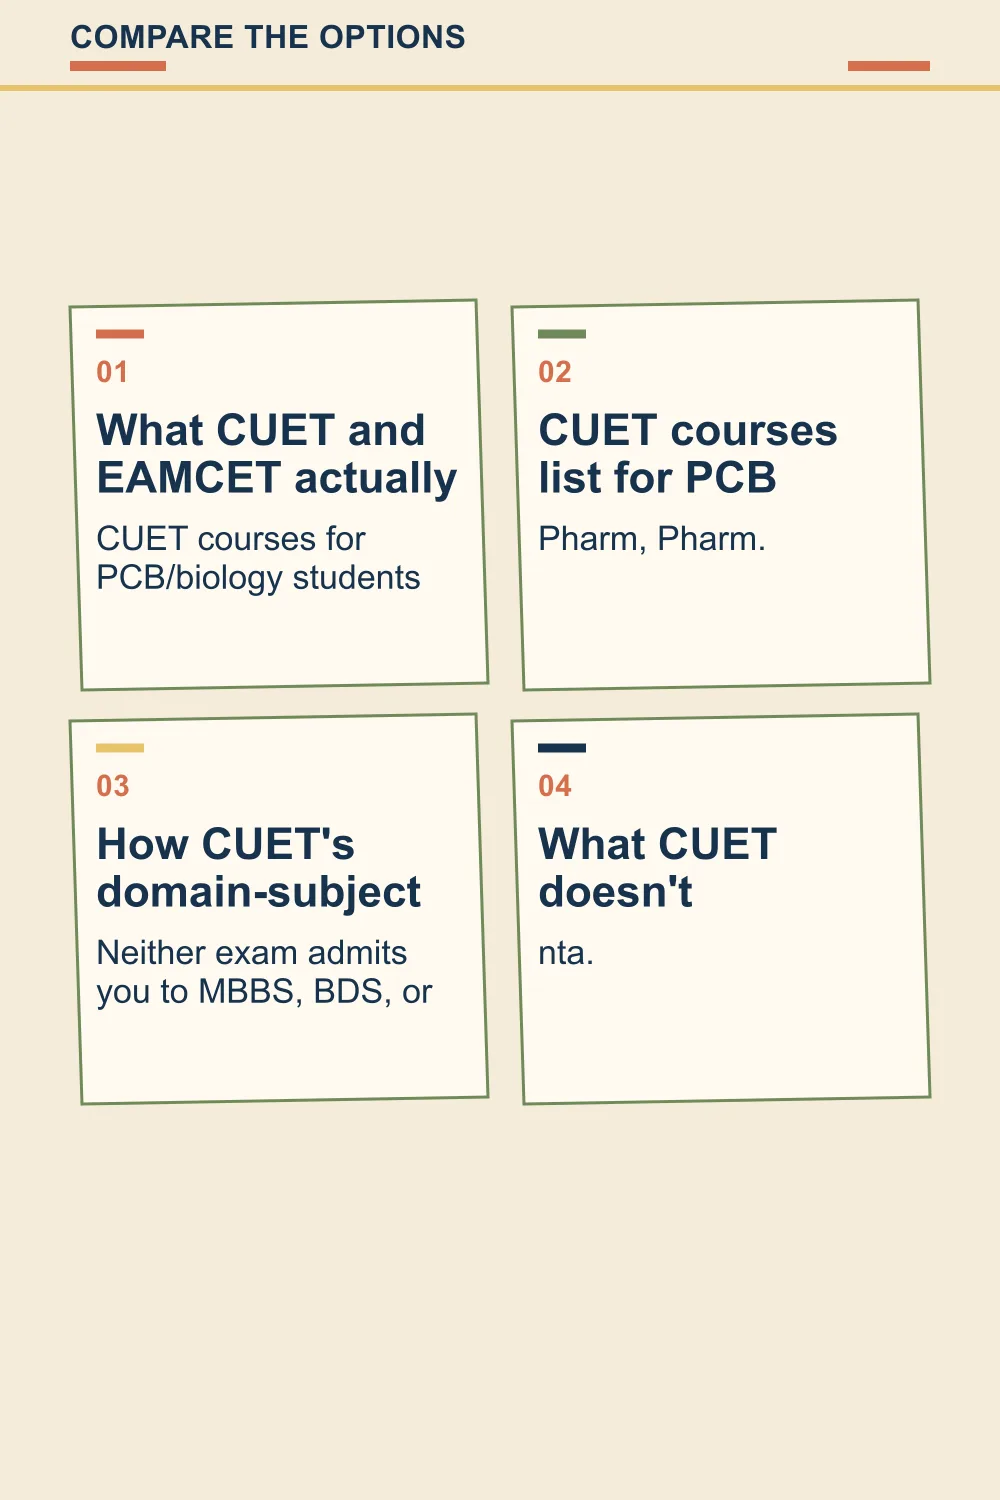 COMPARE THE OPTIONS
01
What CUET and
EAMCET actually
CUET courses for
PCB/biology students
02
CUET courses
list for PCB
Pharm, Pharm.
03
How CUET's
domain-subject
Neither exam admits
you to MBBS, BDS, or
04
What CUET
doesn't
nta.